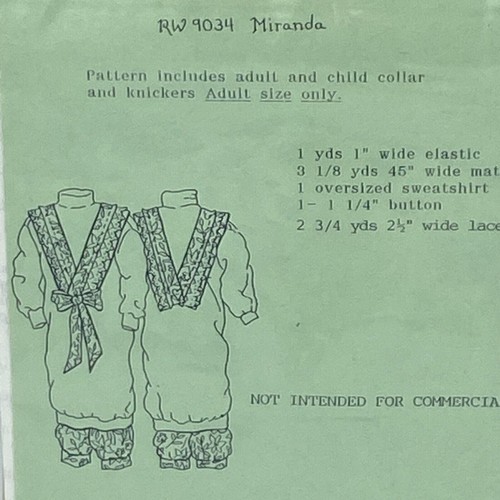 RW 9034 Miranda
Pattern includes adult and child collar
and knickers Adult size only.
1 yds 1" wide elastic
3 1/8 yds 45" wide mat
1 oversized sweatshirt
1- 1 1/4" button
2 3/4 yds 2½" wide lace
NOT INTENDED FOR COMMERCIA